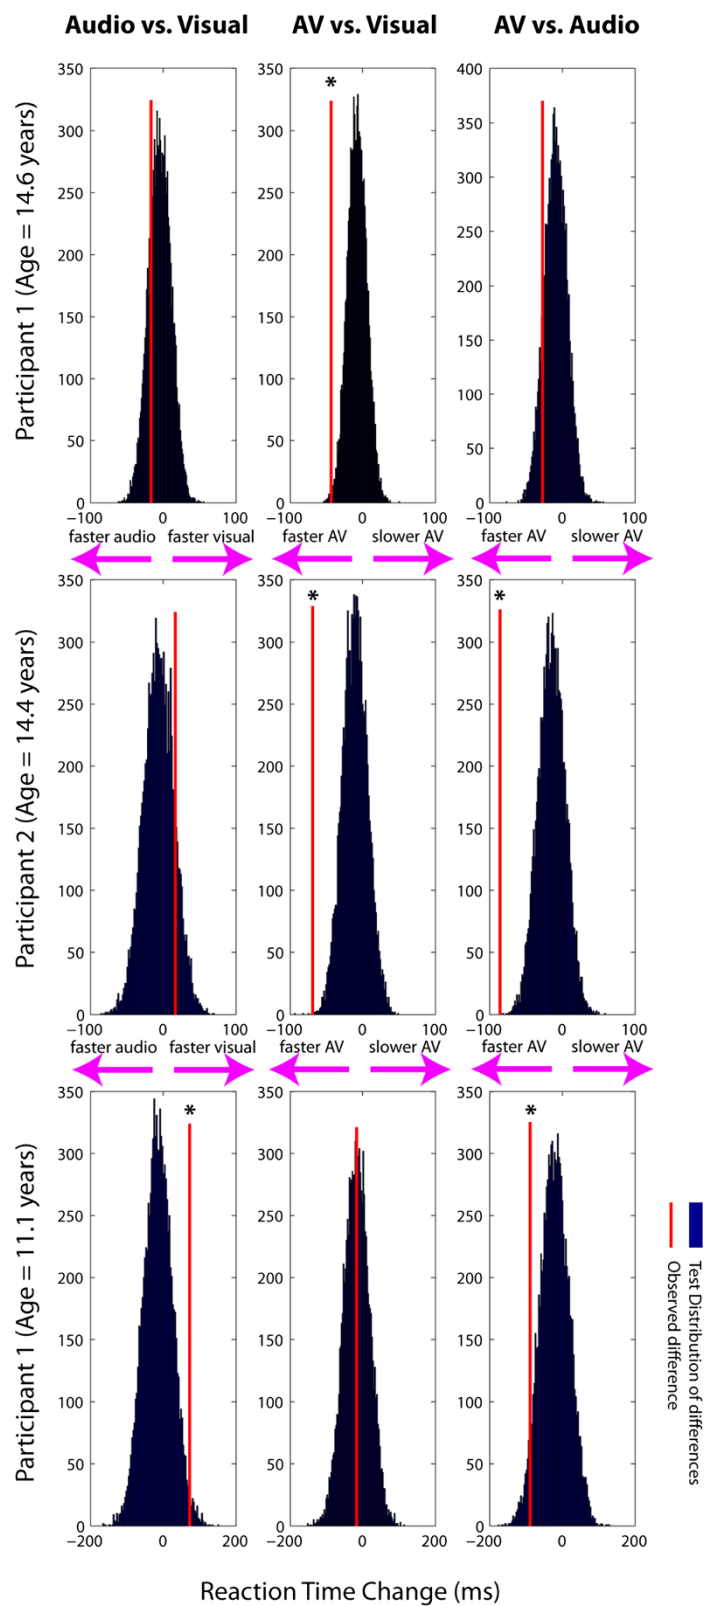 Audio vs. Visual AV vs. Visual AV vs. Audio
Participant 1 (Age = 14.6 years)
350 350 400
300 * 300 350
250 250 300
200 200 250
150 150 200
100 100 150
50 50 100
0 0 50
0
−100 0 100 −100 0 100 −100 0 100
faster audio faster visual faster AV slower AV faster AV slower AV
Participant 2 (Age = 14.4 years)
350 * 350 * 350
300 300 300
250 250 250
200 200 200
150 150 150
100 100 100
50 50 50
0 0 0
−100 0 100 −100 0 100 −100 0 100
faster audio faster visual faster AV slower AV faster AV slower AV
Participant 1 (Age = 11.1 years)
350 * 350 350 *
300 300 300
250 250 250
200 200 200
150 150 150
100 100 100
50 50 50
0 0 0
−200 0 200 −200 0 200 −200 0 200
Test Distribution of differences
Observed difference
Reaction Time Change (ms)